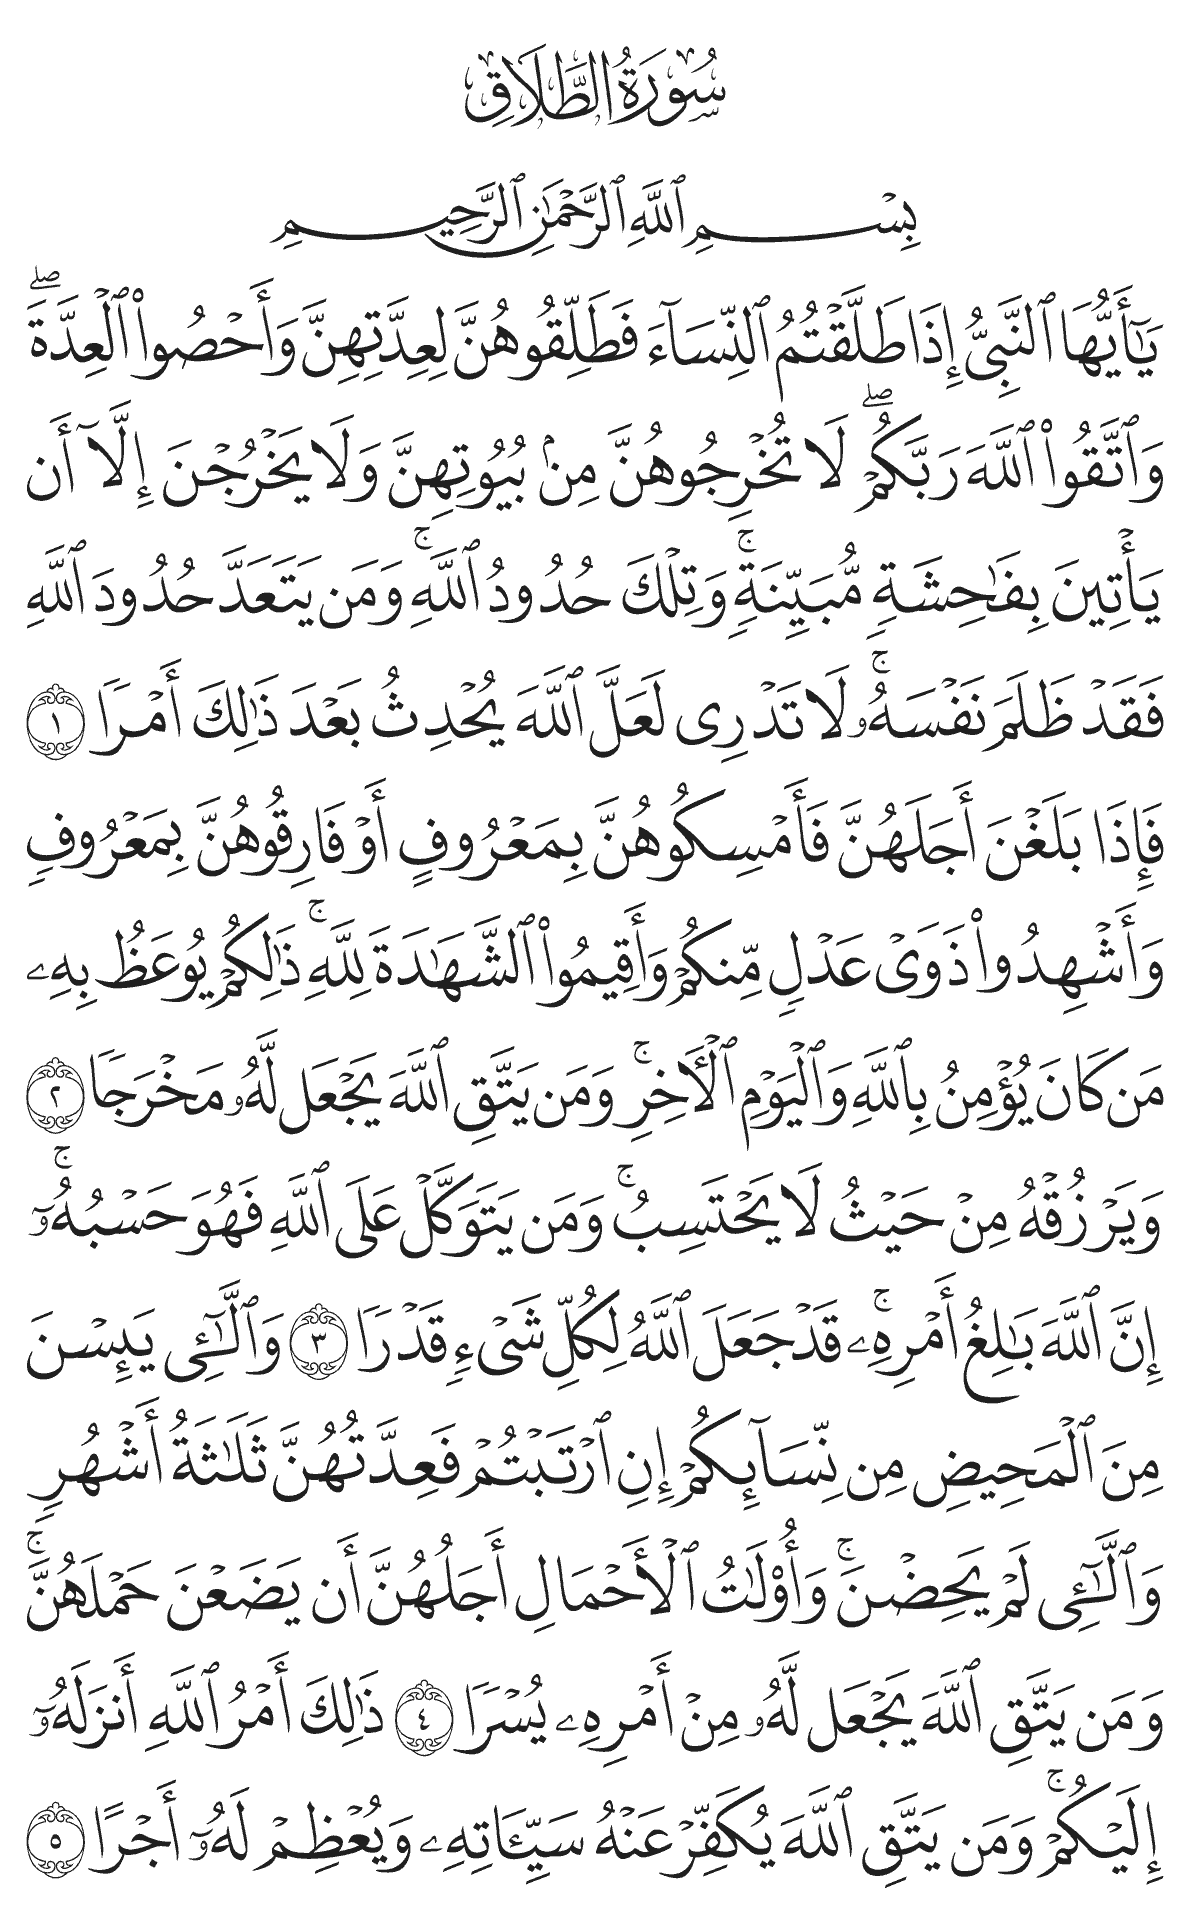 سُورَةُ الطَّلَاقِ
بِسْمِ ٱللَّهِ ٱلرَّحْمَٰنِ ٱلرَّحِيمِ
يَٰٓأَيُّهَا ٱلنَّبِىُّ إِذَا طَلَّقْتُمُ ٱلنِّسَآءَ فَطَلِّقُوهُنَّ لِعِدَّتِهِنَّ وَأَحْصُوا۟ ٱلْعِدَّةَ ۖ
وَٱتَّقُوا۟ ٱللَّهَ رَبَّكُمْ ۖ لَا تُخْرِجُوهُنَّ مِنۢ بُيُوتِهِنَّ وَلَا يَخْرُجْنَ إِلَّآ أَن
يَأْتِينَ بِفَٰحِشَةٍ مُّبَيِّنَةٍ ۚ وَتِلْكَ حُدُودُ ٱللَّهِ ۚ وَمَن يَتَعَدَّ حُدُودَ ٱللَّهِ
فَقَدْ ظَلَمَ نَفْسَهُۥ ۚ لَا تَدْرِى لَعَلَّ ٱللَّهَ يُحْدِثُ بَعْدَ ذَٰلِكَ أَمْرًا ١
فَإِذَا بَلَغْنَ أَجَلَهُنَّ فَأَمْسِكُوهُنَّ بِمَعْرُوفٍ أَوْ فَارِقُوهُنَّ بِمَعْرُوفٍ
وَأَشْهِدُوا۟ ذَوَىْ عَدْلٍ مِّنكُمْ وَأَقِيمُوا۟ ٱلشَّهَٰدَةَ لِلَّهِ ۚ ذَٰلِكُمْ يُوعَظُ بِهِۦ
مَن كَانَ يُؤْمِنُ بِٱللَّهِ وَٱلْيَوْمِ ٱلْـَٔاخِرِ ۚ وَمَن يَتَّقِ ٱللَّهَ يَجْعَل لَّهُۥ مَخْرَجًا ٢
وَيَرْزُقْهُ مِنْ حَيْثُ لَا يَحْتَسِبُ ۚ وَمَن يَتَوَكَّلْ عَلَى ٱللَّهِ فَهُوَ حَسْبُهُۥٓ ۚ
إِنَّ ٱللَّهَ بَٰلِغُ أَمْرِهِۦ ۚ قَدْ جَعَلَ ٱللَّهُ لِكُلِّ شَىْءٍ قَدْرًا ٣ وَٱلَّٰٓـِٔى يَئِسْنَ
مِنَ ٱلْمَحِيضِ مِن نِّسَآئِكُمْ إِنِ ٱرْتَبْتُمْ فَعِدَّتُهُنَّ ثَلَٰثَةُ أَشْهُرٍ
وَٱلَّٰٓـِٔى لَمْ يَحِضْنَ ۚ وَأُو۟لَٰتُ ٱلْأَحْمَالِ أَجَلُهُنَّ أَن يَضَعْنَ حَمْلَهُنَّ ۚ
وَمَن يَتَّقِ ٱللَّهَ يَجْعَل لَّهُۥ مِنْ أَمْرِهِۦ يُسْرًا ٤ ذَٰلِكَ أَمْرُ ٱللَّهِ أَنزَلَهُۥٓ
إِلَيْكُمْ ۚ وَمَن يَتَّقِ ٱللَّهَ يُكَفِّرْ عَنْهُ سَيِّـَٔاتِهِۦ وَيُعْظِمْ لَهُۥٓ أَجْرًا ٥